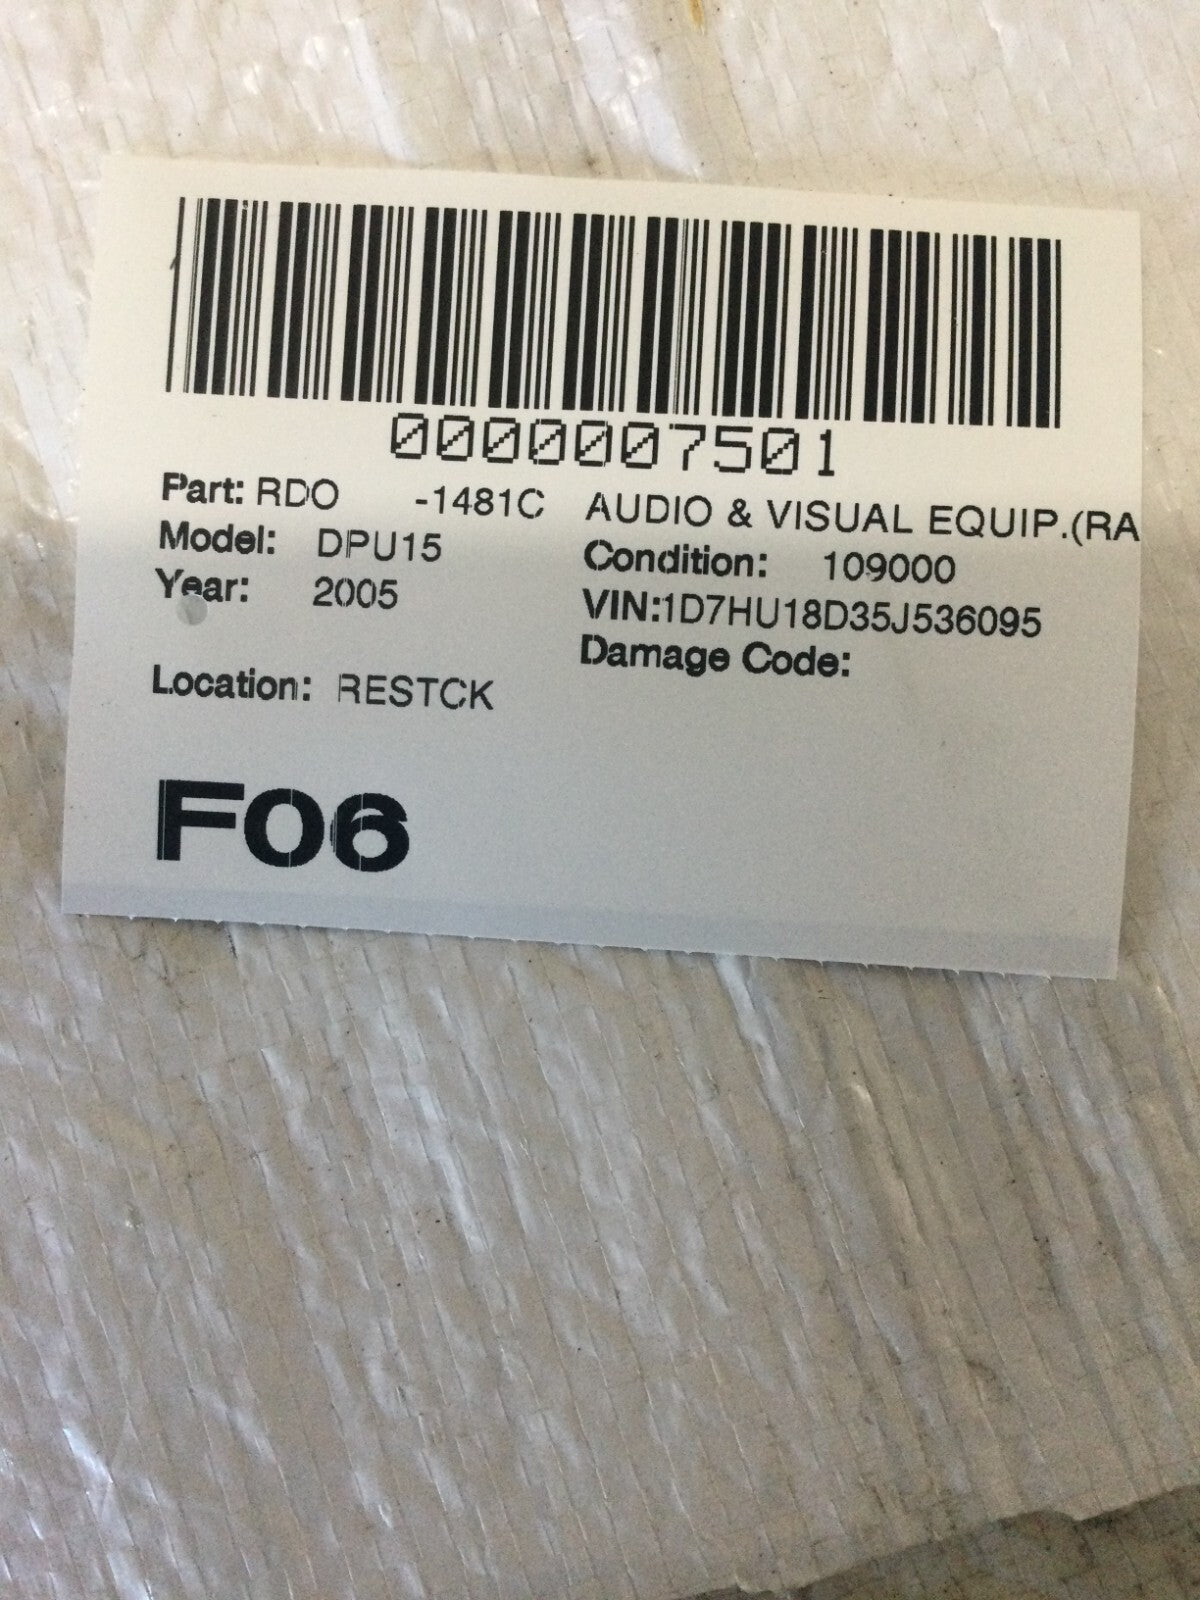 0000007501
Part: RDO -1481C AUDIO & VISUAL EQUIP.(RA
Model: DPU15 Condition: 109000
Year: 2005 VIN:1D7HU18D35J536095
Damage Code:
Location: RESTCK
F06